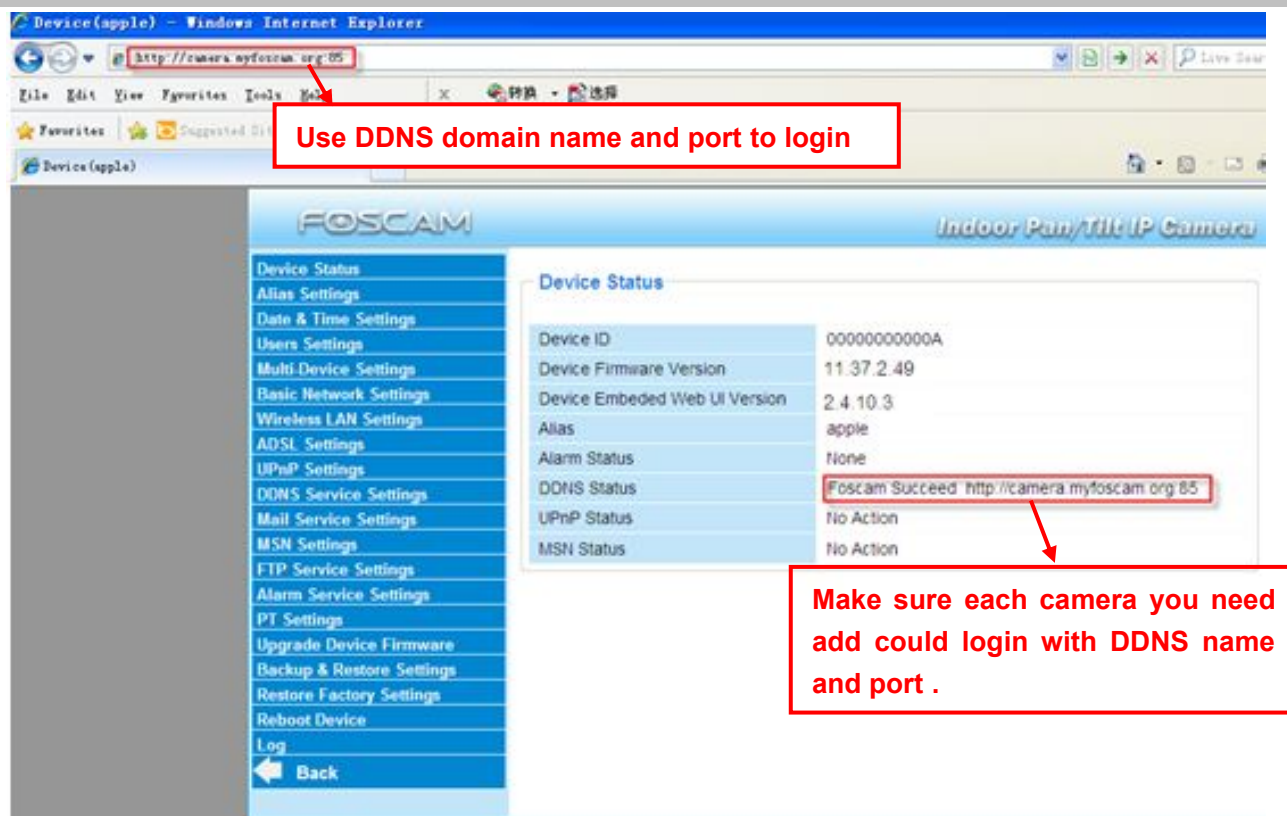 Device(apple) - Windows Internet Explorer
http://camera.myfoscam.org:85
File Edit View Favorites Tools
x 转换 选择
Favorites Suggested
Use DDNS domain name and port to login
Device(apple)
FOSCAM
Indoor Pan/Tilt IP Camera
Device Status
Alias Settings
Date & Time Settings
Users Settings
Multi-Device Settings
Basic Network Settings
Wireless LAN Settings
ADSL Settings
UPnP Settings
DDNS Service Settings
Mail Service Settings
MSN Settings
FTP Service Settings
Alarm Service Settings
PT Settings
Upgrade Device Firmware
Backup & Restore Settings
Restore Factory Settings
Reboot Device
Log
Back
Device Status
Device ID 00000000000A
Device Firmware Version 11.37.2.49
Device Embeded Web UI Version 2.4.10.3
Alias apple
Alarm Status None
DDNS Status Foscam Succeed http://camera.myfoscam.org:85
UPnP Status No Action
MSN Status No Action
Make sure each camera you need
add could login with DDNS name
and port .